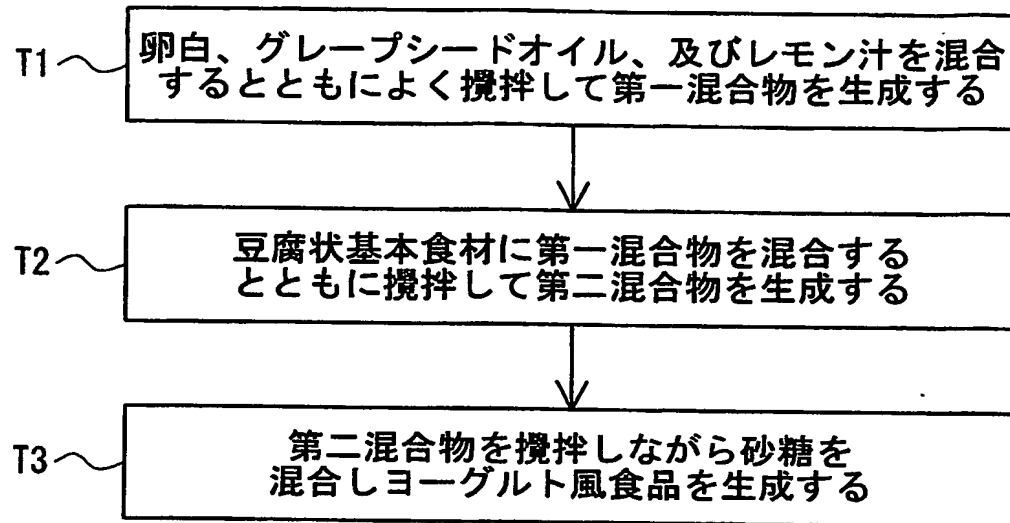 T1
卵白、グレープシードオイル、及びレモン汁を混合
するとともによく攪拌して第一混合物を生成する
T2
豆腐状基本食材に第一混合物を混合する
とともに攪拌して第二混合物を生成する
T3
第二混合物を攪拌しながら砂糖を
混合しヨーグルト風食品を生成する